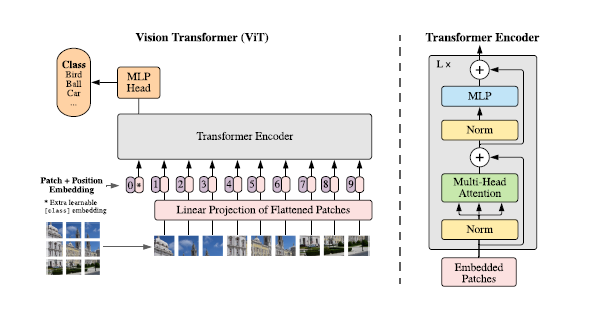 Vision Transformer (ViT)
Class
Bird
Ball
Car
...
MLP
Head
Transformer Encoder
Patch + Position
Embedding
0 * 1 2 3 4 5 6 7 8 9
* Extra learnable
[class] embedding
Linear Projection of Flattened Patches
Transformer Encoder
L x
+
MLP
Norm
+
Multi-Head
Attention
Norm
Embedded
Patches